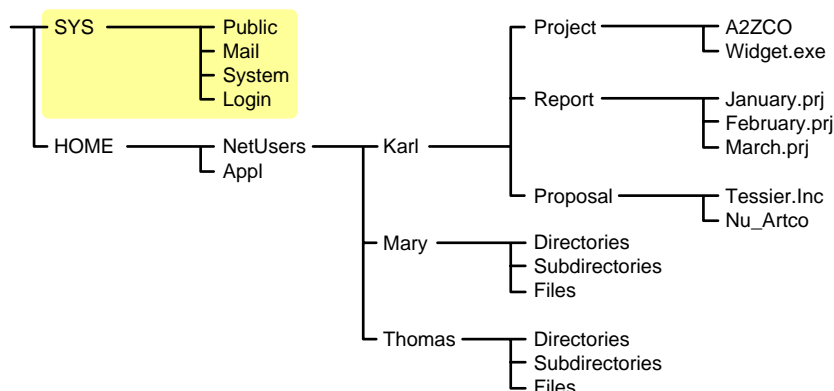 SYS
Public
Mail
System
Login
HOME
NetUsers
Appl
Karl
Project
A2ZCO
Widget.exe
Report
January.prj
February.prj
March.prj
Proposal
Tessier.Inc
Nu_Artco
Mary
Directories
Subdirectories
Files
Thomas
Directories
Subdirectories
Files